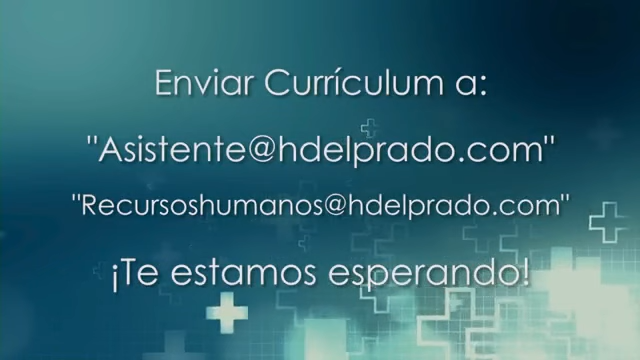 Enviar Currículum a:
"Asistente@hdelprado.com"
"Recursoshumanos@hdelprado.com"
¡Te estamos esperando!